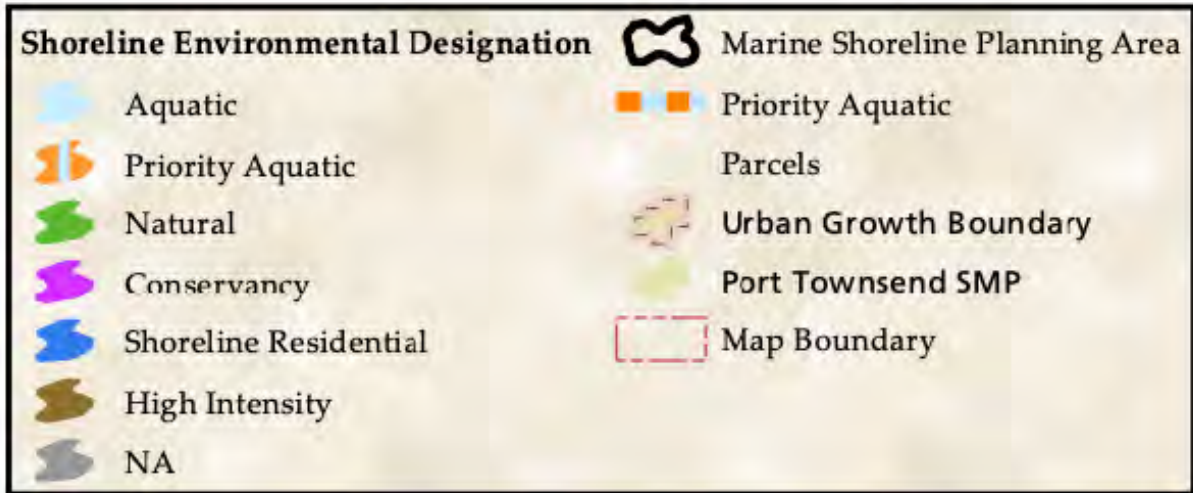 Shoreline Environmental Designation
Aquatic
Priority Aquatic
Natural
Conservancy
Shoreline Residential
High Intensity
NA
Marine Shoreline Planning Area
Priority Aquatic
Parcels
Urban Growth Boundary
Port Townsend SMP
Map Boundary